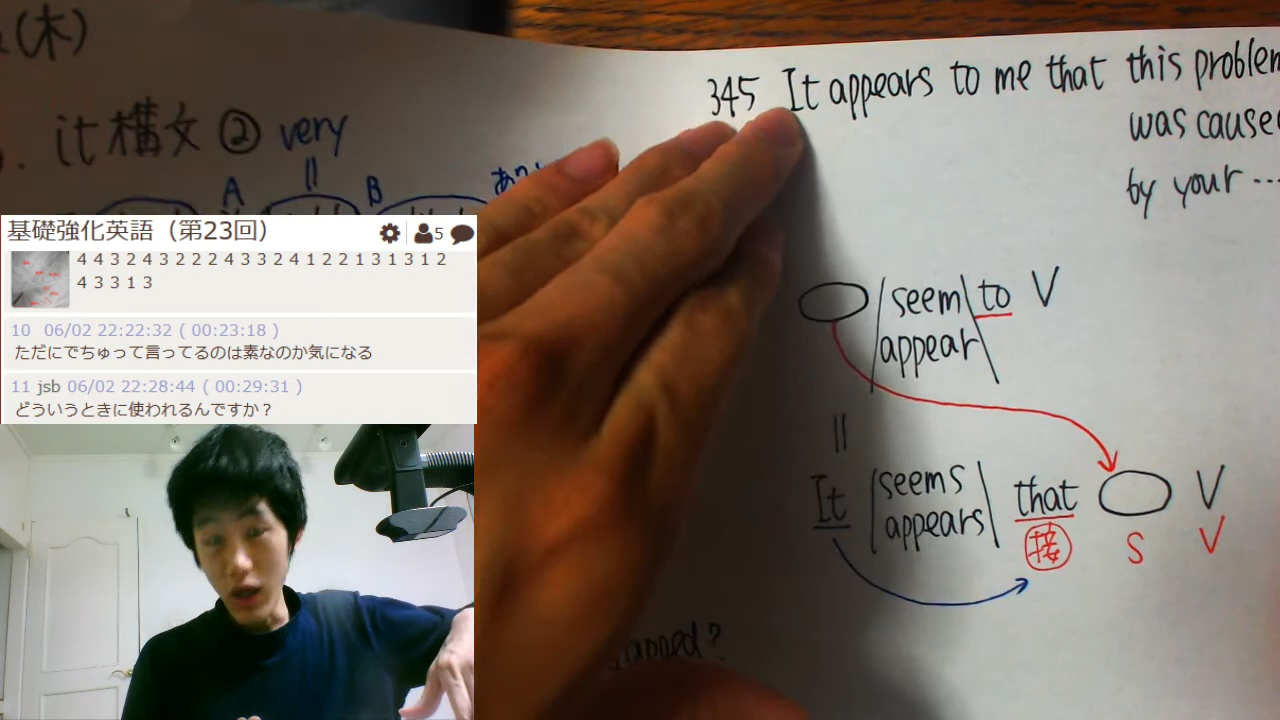 (木)
345 It appears to me that this problem
was caused
it 構文 ② very
by your ...
A = B
基礎強化英語（第23回）
5
4 4 3 2 4 3 2 2 2 4 3 3 2 4 1 2 2 1 3 1 3 1 2
4 3 3 1 3
10 06/02 22:22:32 ( 00:23:18 )
ただにでちゅって言ってるのは素なのか気になる
11 jsb 06/02 22:28:44 ( 00:29:31 )
どういうときに使われるんですか？
seem to V
appear
=
It seems that V
appears
接 S V